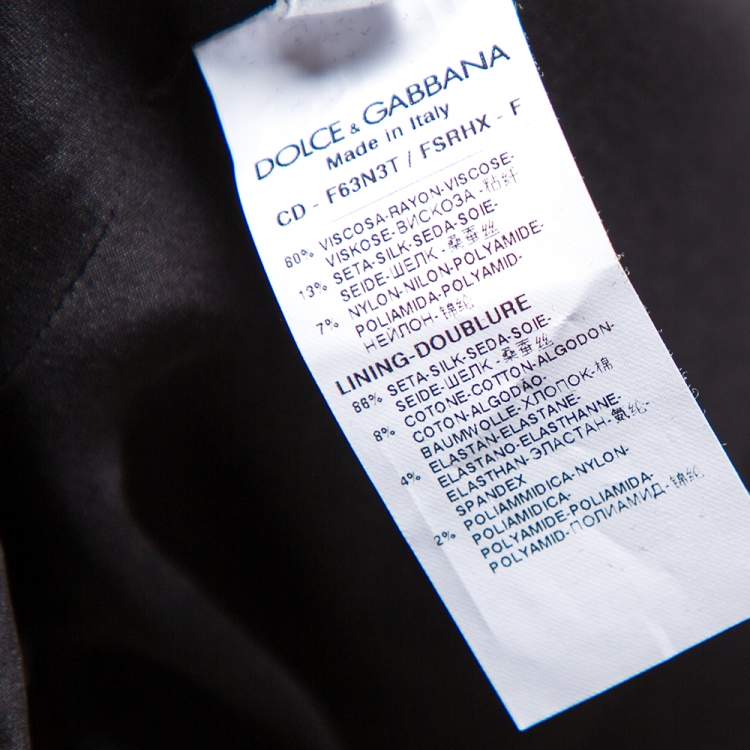 DOLCE & GABBANA
Made in Italy
CD - F63N3T / FSRHX - F
80% VISCOSA-RAYON-VISCOSE-
VISKOSE-ВИСКОЗА -粘纤
13% SETA-SILK-SEDA-SOIE-
SEIDE-ШЕЛК -桑蚕丝
7% NYLON-NILON-POLYAMIDE-
POLIAMIDA-POLYAMID-
НЕЙЛОН-锦纶
LINING-DOUBLURE
86% SETA-SILK-SEDA-SOIE-
SEIDE-ШЕЛК -桑蚕丝
8% COTONE-COTTON-ALGODON-
COTON-ALGODÃO-
BAUMWOLLE-ХЛОПОК-棉
4% ELASTAN-ELASTANE-
ELASTANO-ELASTHANNE-
ELASTHAN-ЭЛАСТАН-氨纶-
SPANDEX
2% POLIAMMIDICA-NYLON-
POLIAMIDICA-
POLYAMIDE-POLIAMIDA-
POLYAMID-ПОЛИАМИД-锦纶